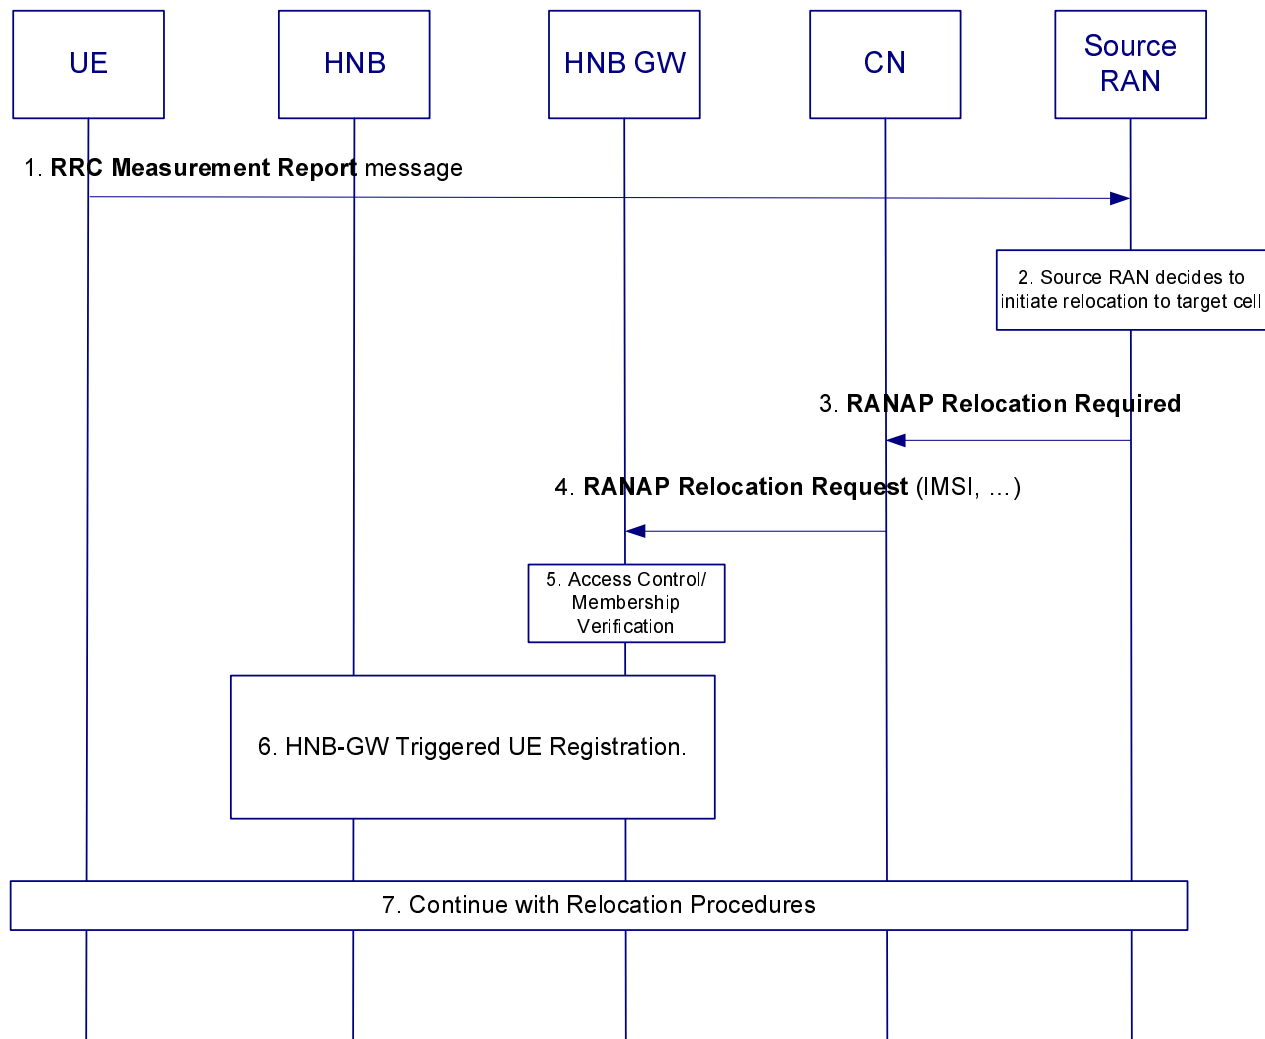 UE
HNB
HNB GW
CN
Source
RAN
1. RRC Measurement Report message
2. Source RAN decides to
initiate relocation to target cell
3. RANAP Relocation Required
4. RANAP Relocation Request (IMSI, …)
5. Access Control/
Membership
Verification
6. HNB-GW Triggered UE Registration.
7. Continue with Relocation Procedures